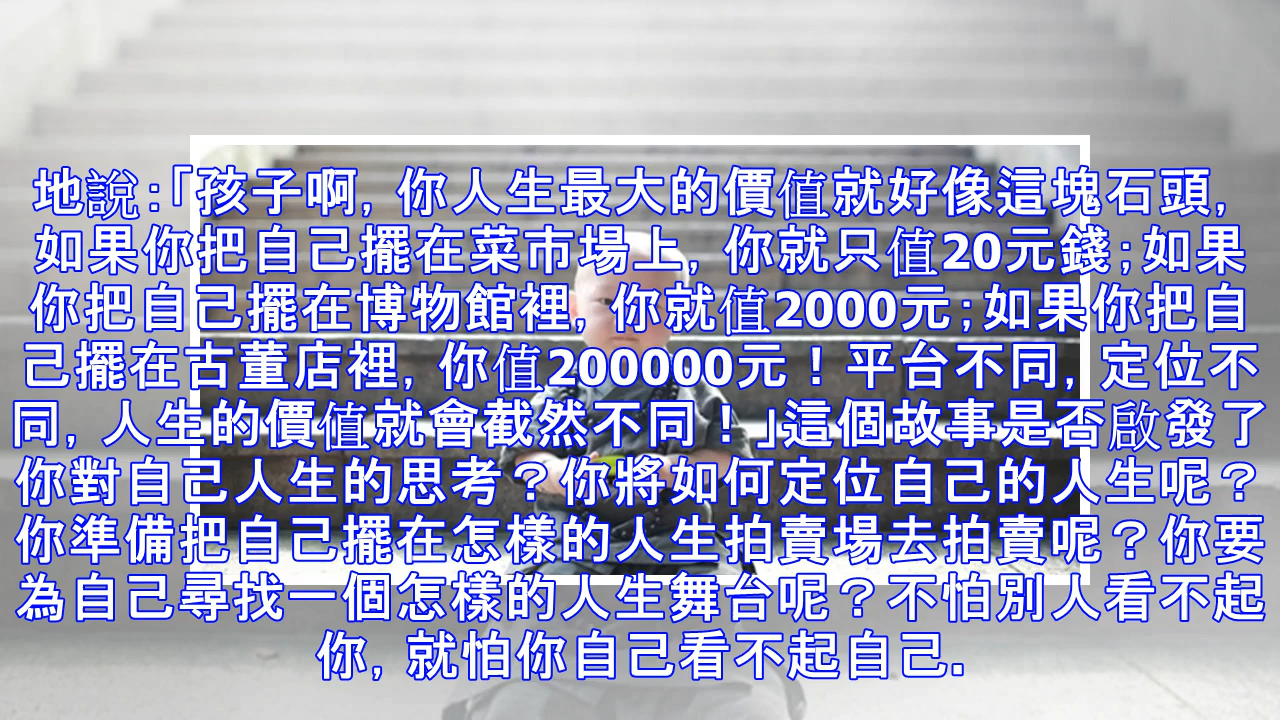 地說:「孩子啊, 你人生最大的價值就好像這塊石頭,
如果你把自己擺在菜市場上, 你就只值20元錢;如果
你把自己擺在博物館裡, 你就值2000元;如果你把自
己擺在古董店裡, 你值200000元！平台不同, 定位不
同, 人生的價值就會截然不同！」這個故事是否啟發了
你對自己人生的思考？你將如何定位自己的人生呢？
你準備把自己擺在怎樣的人生拍賣場去拍賣呢？你要
為自己尋找一個怎樣的人生舞台呢？不怕別人看不起
你, 就怕你自己看不起自己.